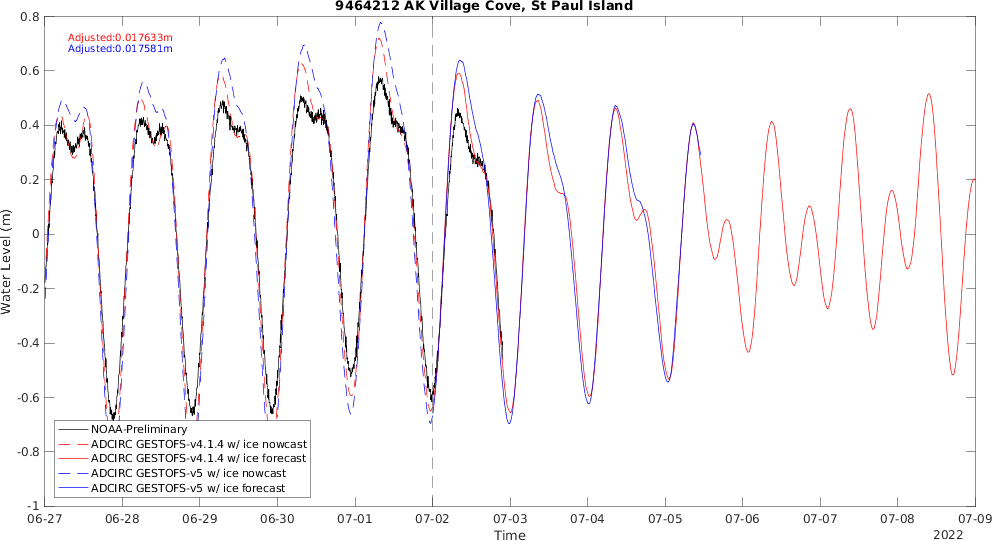 9464212 AK Village Cove, St Paul Island
Adjusted:0.017633m
Adjusted:0.017581m
0.8
0.6
0.4
0.2
0
-0.2
-0.4
-0.6
-0.8
-1
Water Level (m)
NOAA-Preliminary
ADCIRC GESTOFS-v4.1.4 w/ ice nowcast
ADCIRC GESTOFS-v4.1.4 w/ ice forecast
ADCIRC GESTOFS-v5 w/ ice nowcast
ADCIRC GESTOFS-v5 w/ ice forecast
06-27 06-28 06-29 06-30 07-01 07-02 07-03 07-04 07-05 07-06 07-07 07-08 07-09
Time
2022